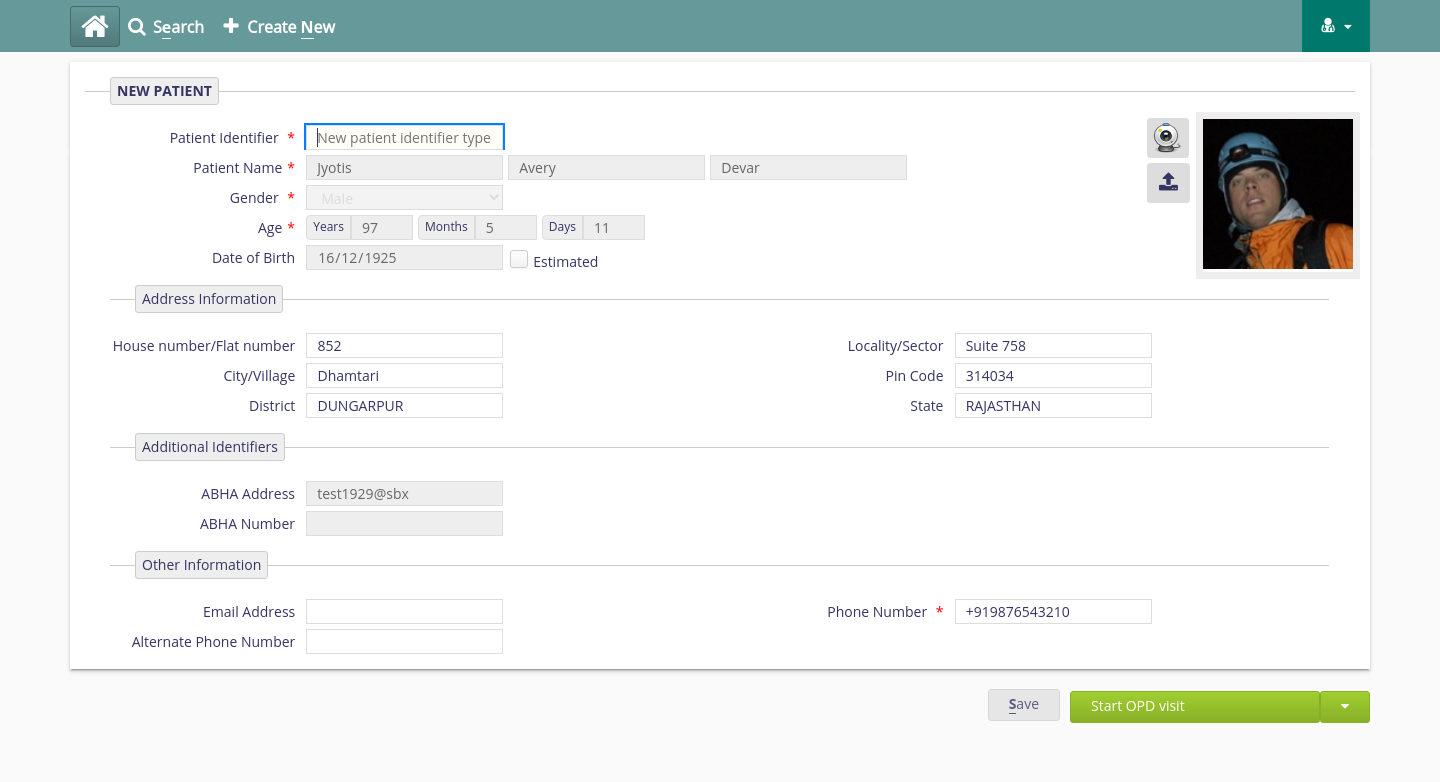 Search Create New
NEW PATIENT
Patient Identifier * New patient identifier type
Patient Name * Jyotis Avery Devar
Gender * Male
Age * Years 97 Months 5 Days 11
Date of Birth 16/12/1925 Estimated
Address Information
House number/Flat number 852 Locality/Sector Suite 758
City/Village Dhamtari Pin Code 314034
District DUNGARPUR State RAJASTHAN
Additional Identifiers
ABHA Address test1929@sbx
ABHA Number
Other Information
Email Address Phone Number * +919876543210
Alternate Phone Number
Save Start OPD visit